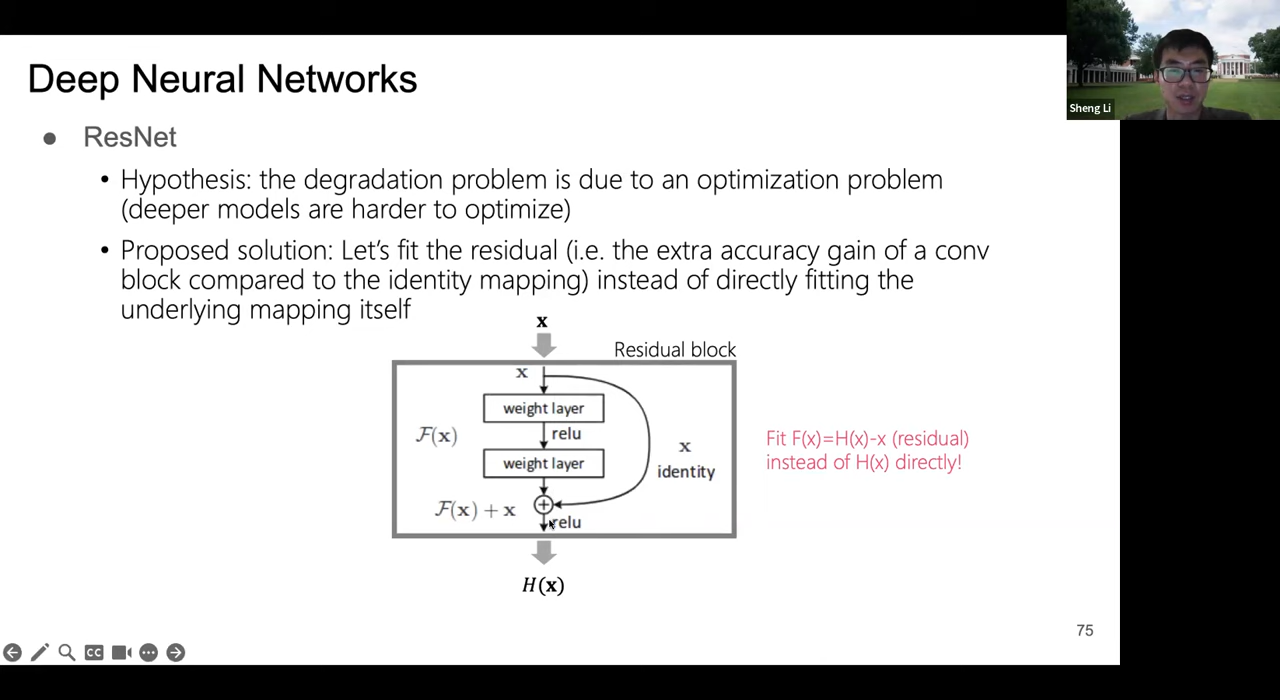 Deep Neural Networks
Sheng Li
● ResNet
• Hypothesis: the degradation problem is due to an optimization problem
(deeper models are harder to optimize)
• Proposed solution: Let's fit the residual (i.e. the extra accuracy gain of a conv
block compared to the identity mapping) instead of directly fitting the
underlying mapping itself
x
Residual block
x
weight layer
F(x)
relu
weight layer
x
identity
F(x) + x
relu
H(x)
Fit F(x)=H(x)-x (residual)
instead of H(x) directly!
75
CC